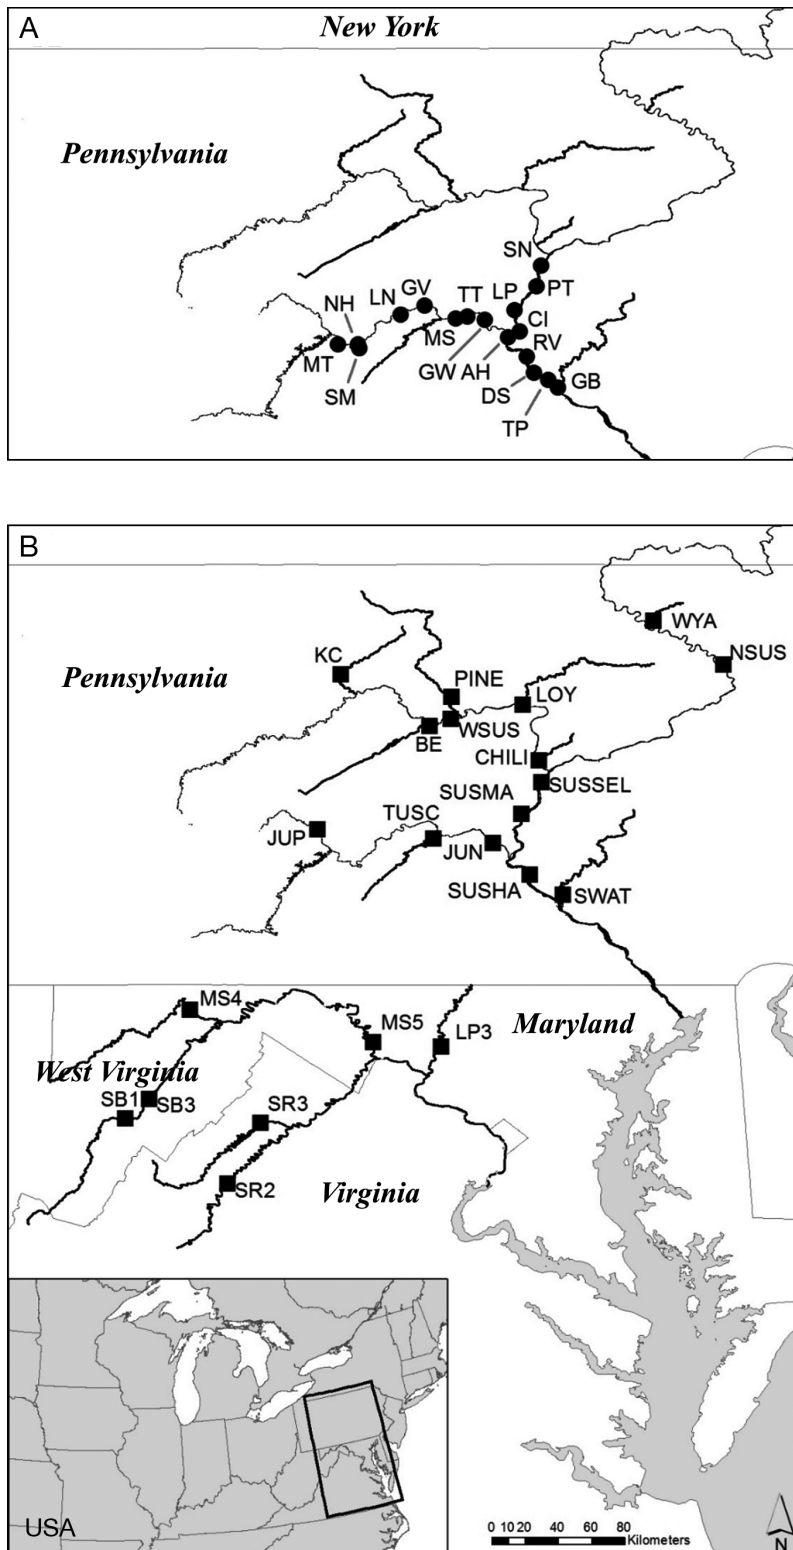 A
New York
Pennsylvania
SN
PT
NH
LN
GV
TT
LP
CI
RV
MT
MS
GW
AH
GB
SM
DS
TP
B
WYA
NSUS
KC
Pennsylvania
PINE
LOY
WSUS
BE
CHILI
SUSSEL
SUSMA
TUSC
JUP
JUN
SUSHA
SWAT
MS4
MS5
LP3
Maryland
West Virginia
SB1
SB3
SR3
SR2
Virginia
USA
0 10 20 40 60 80
Kilometers
N